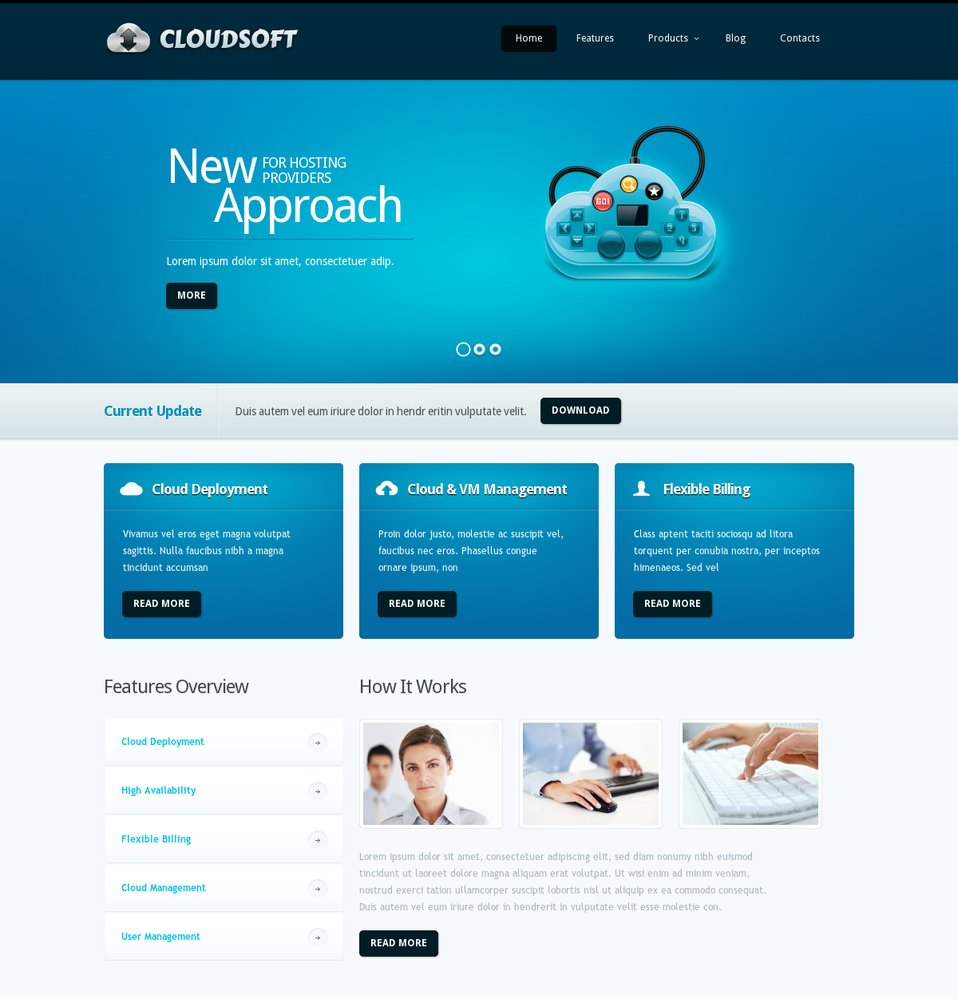 CLOUDSOFT
Home Features Products Blog Contacts
New FOR HOSTING
PROVIDERS
Approach
Lorem ipsum dolor sit amet, consectetuer adip.
MORE
GO!
Current Update
Duis autem vel eum iriure dolor in hendr eritin vulputate velit.
DOWNLOAD
Cloud Deployment
Vivamus vel eros eget magna volutpat
sagittis. Nulla faucibus nibh a magna
tincidunt accumsan
READ MORE
Cloud & VM Management
Proin dolor justo, molestie ac suscipit vel,
faucibus nec eros. Phasellus congue
ornare ipsum, non
READ MORE
Flexible Billing
Class aptent taciti sociosqu ad litora
torquent per conubia nostra, per inceptos
himenaeos. Sed vel
READ MORE
Features Overview
Cloud Deployment
High Availability
Flexible Billing
Cloud Management
User Management
How It Works
Lorem ipsum dolor sit amet, consectetuer adipiscing elit, sed diam nonumy nibh euismod
tincidunt ut laoreet dolore magna aliquam erat volutpat. Ut wisi enim ad minim veniam,
nostrud exerci tation ullamcorper suscipit lobortis nisl ut aliquip ex ea commodo consequat.
Duis autem vel eum iriure dolor in hendrerit in vulputate velit esse molestie con.
READ MORE